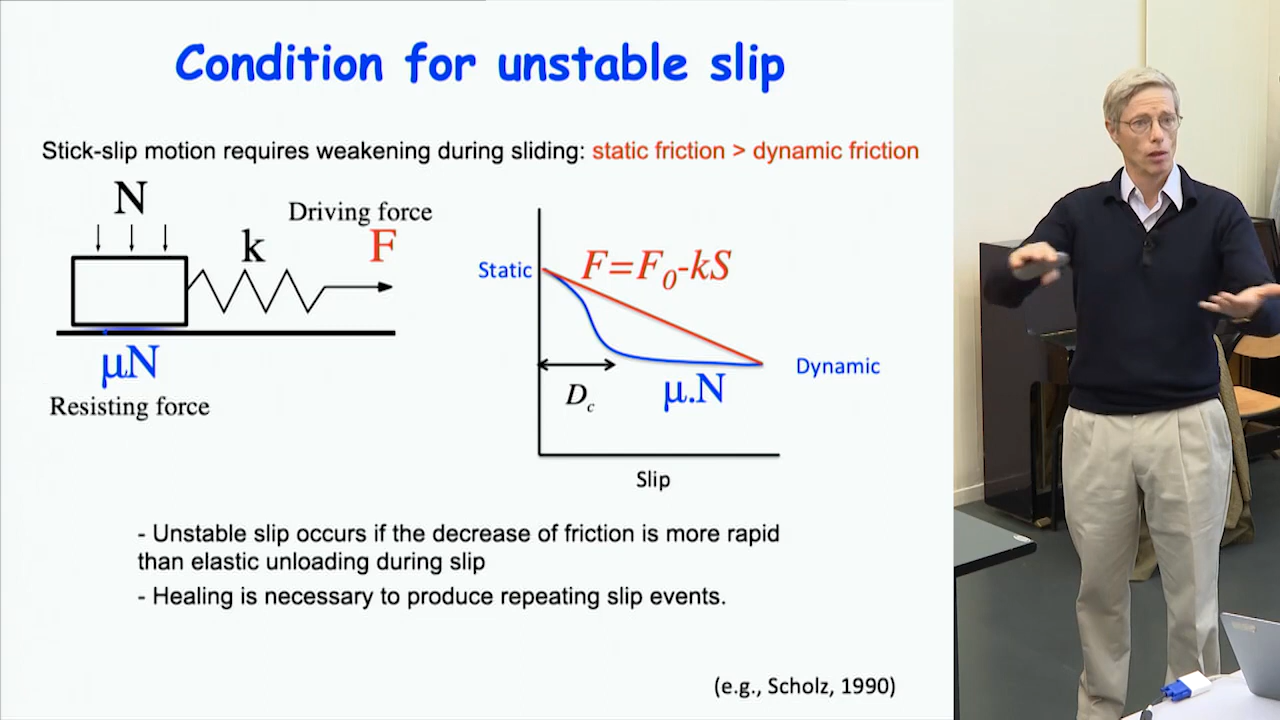 Condition for unstable slip
Stick-slip motion requires weakening during sliding: static friction > dynamic friction
N
Driving force
k
F
μN
Resisting force
Static
F=F₀-kS
D꜀
μ.N
Dynamic
Slip
- Unstable slip occurs if the decrease of friction is more rapid
than elastic unloading during slip
- Healing is necessary to produce repeating slip events.
(e.g., Scholz, 1990)